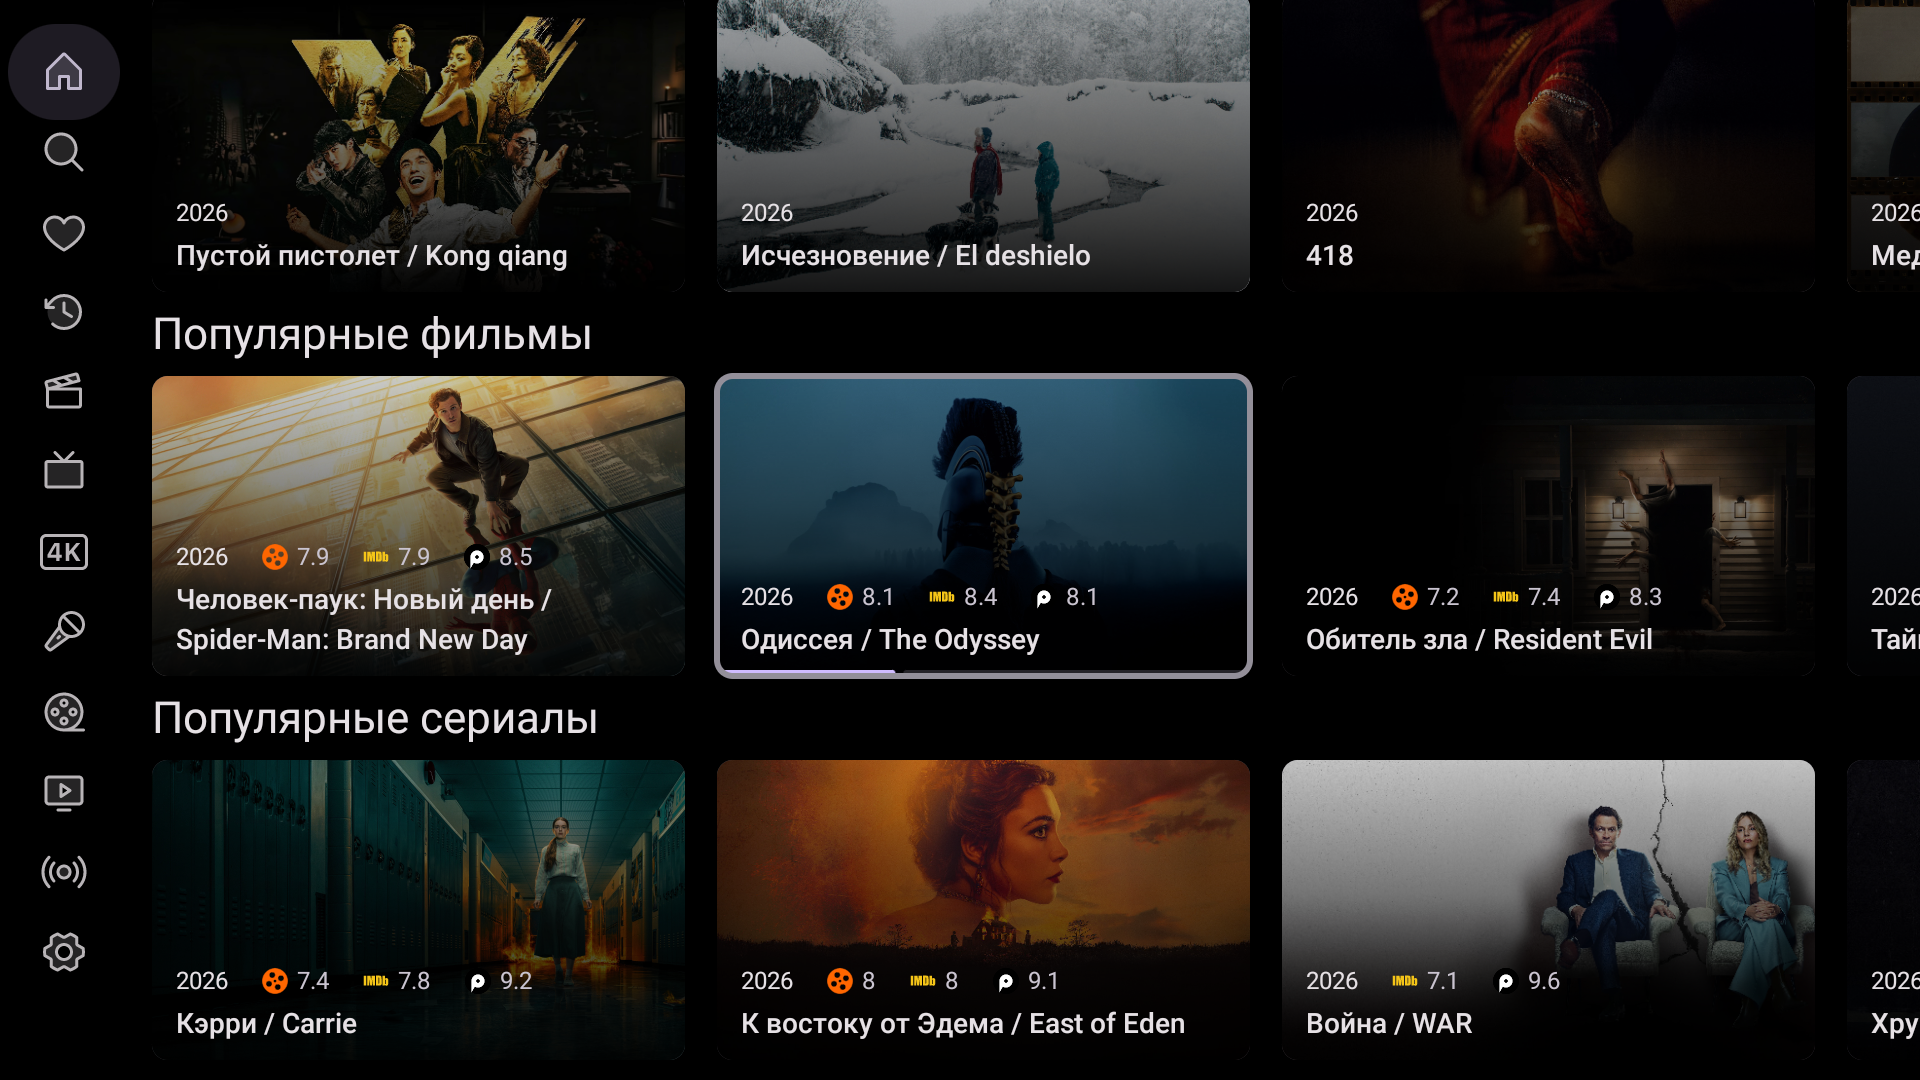 2026
Пустой пистолет / Kong qiang
2026
Исчезновение / El deshielo
2026
418
2026
Популярные фильмы
2026 7.9 IMDb 7.9 8.5
Человек-паук: Новый день /
Spider-Man: Brand New Day
2026 8.1 IMDb 8.4 8.1
Одиссея / The Odyssey
2026 7.2 IMDb 7.4 8.3
Обитель зла / Resident Evil
2026
4K
Популярные сериалы
2026 7.4 IMDb 7.8 9.2
Кэрри / Carrie
2026 8 IMDb 8 9.1
К востоку от Эдема / East of Eden
2026 IMDb 7.1 9.6
Война / WAR
2026